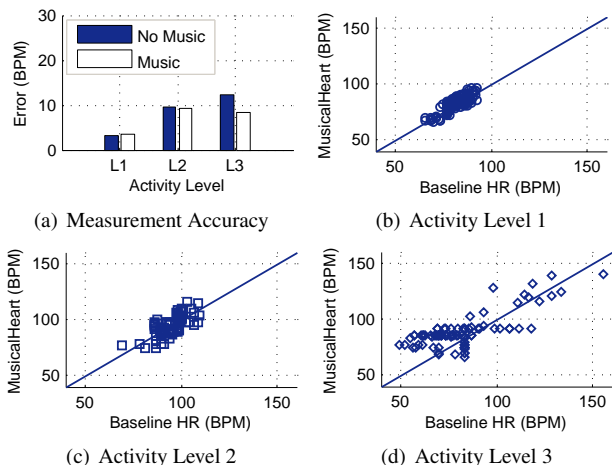 30
20
10
0
Error (BPM)
No Music
Music
L1 L2 L3
Activity Level
(a) Measurement Accuracy
150
100
50
MusicalHeart (BPM)
50 100 150
Baseline HR (BPM)
(b) Activity Level 1
150
100
50
MusicalHeart (BPM)
50 100 150
Baseline HR (BPM)
(c) Activity Level 2
150
100
50
MusicalHeart (BPM)
50 100 150
Baseline HR (BPM)
(d) Activity Level 3